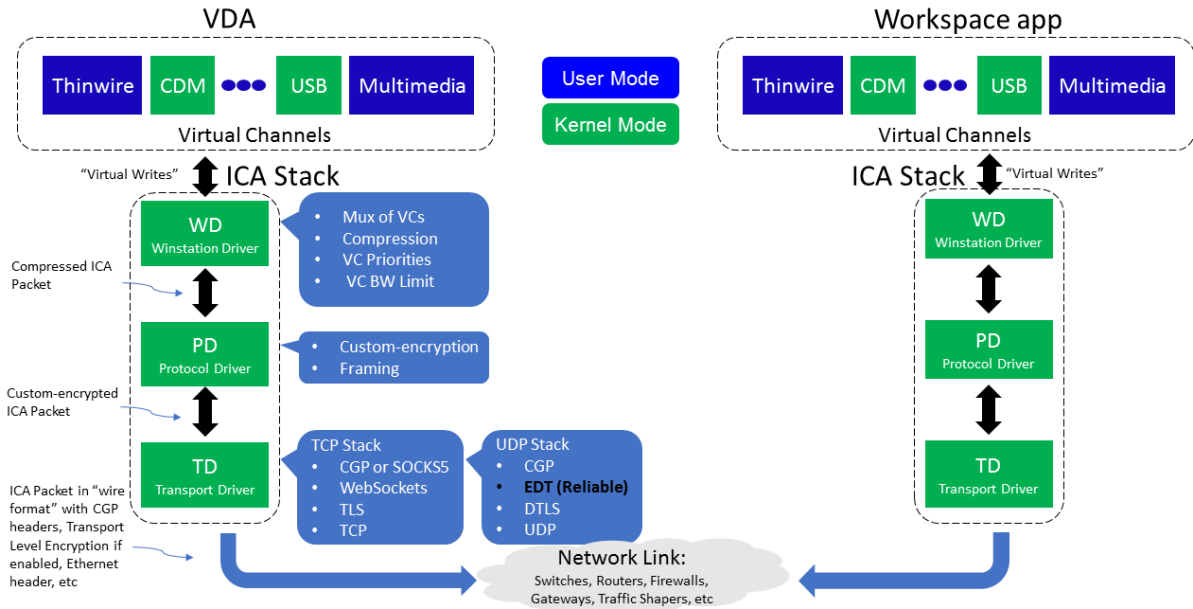 VDA
Thinwire
CDM
USB
Multimedia
Virtual Channels
User Mode
Kernel Mode
Workspace app
Thinwire
CDM
USB
Multimedia
Virtual Channels
“Virtual Writes”
ICA Stack
WD
Winstation Driver
• Mux of VCs
• Compression
• VC Priorities
• VC BW Limit
Compressed ICA
Packet
PD
Protocol Driver
• Custom-encryption
• Framing
Custom-encrypted
ICA Packet
TD
Transport Driver
TCP Stack
• CGP or SOCKS5
• WebSockets
• TLS
• TCP
UDP Stack
• CGP
• EDT (Reliable)
• DTLS
• UDP
ICA Packet in “wire
format” with CGP
headers, Transport
Level Encryption if
enabled, Ethernet
header, etc
Network Link:
Switches, Routers, Firewalls,
Gateways, Traffic Shapers, etc
ICA Stack
“Virtual Writes”
WD
Winstation Driver
PD
Protocol Driver
TD
Transport Driver